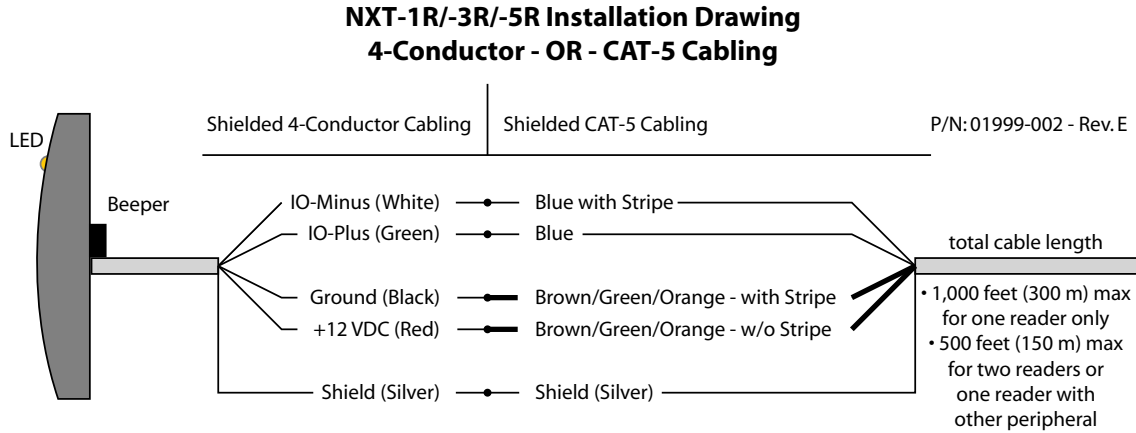 NXT-1R/-3R/-5R Installation Drawing
4-Conductor - OR - CAT-5 Cabling
Shielded 4-Conductor Cabling
Shielded CAT-5 Cabling
P/N: 01999-002 - Rev. E
LED
Beeper
IO-Minus (White)
Blue with Stripe
IO-Plus (Green)
Blue
Ground (Black)
Brown/Green/Orange - with Stripe
+12 VDC (Red)
Brown/Green/Orange - w/o Stripe
Shield (Silver)
Shield (Silver)
total cable length
• 1,000 feet (300 m) max
for one reader only
• 500 feet (150 m) max
for two readers or
one reader with
other peripheral